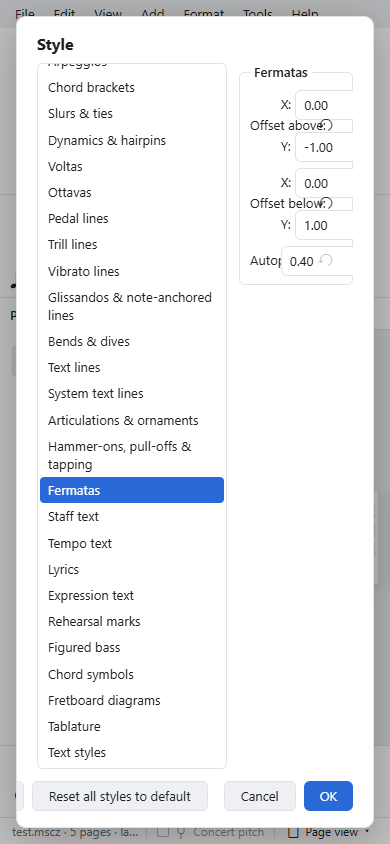 File Edit View Add Format Tools Help
Style
Arpeggios
Chord brackets
Slurs & ties
Dynamics & hairpins
Voltas
Ottavas
Pedal lines
Trill lines
Vibrato lines
Glissandos & note-anchored
lines
Bends & dives
Text lines
System text lines
Articulations & ornaments
Hammer-ons, pull-offs &
tapping
Fermatas
Staff text
Tempo text
Lyrics
Expression text
Rehearsal marks
Figured bass
Chord symbols
Fretboard diagrams
Tablature
Text styles
Fermatas
X: 0.00
Offset above:
Y: -1.00
X: 0.00
Offset below:
Y: 1.00
0.40
Reset all styles to default
Cancel
OK
test.mscz · 5 pages · la...
Concert pitch
Page view